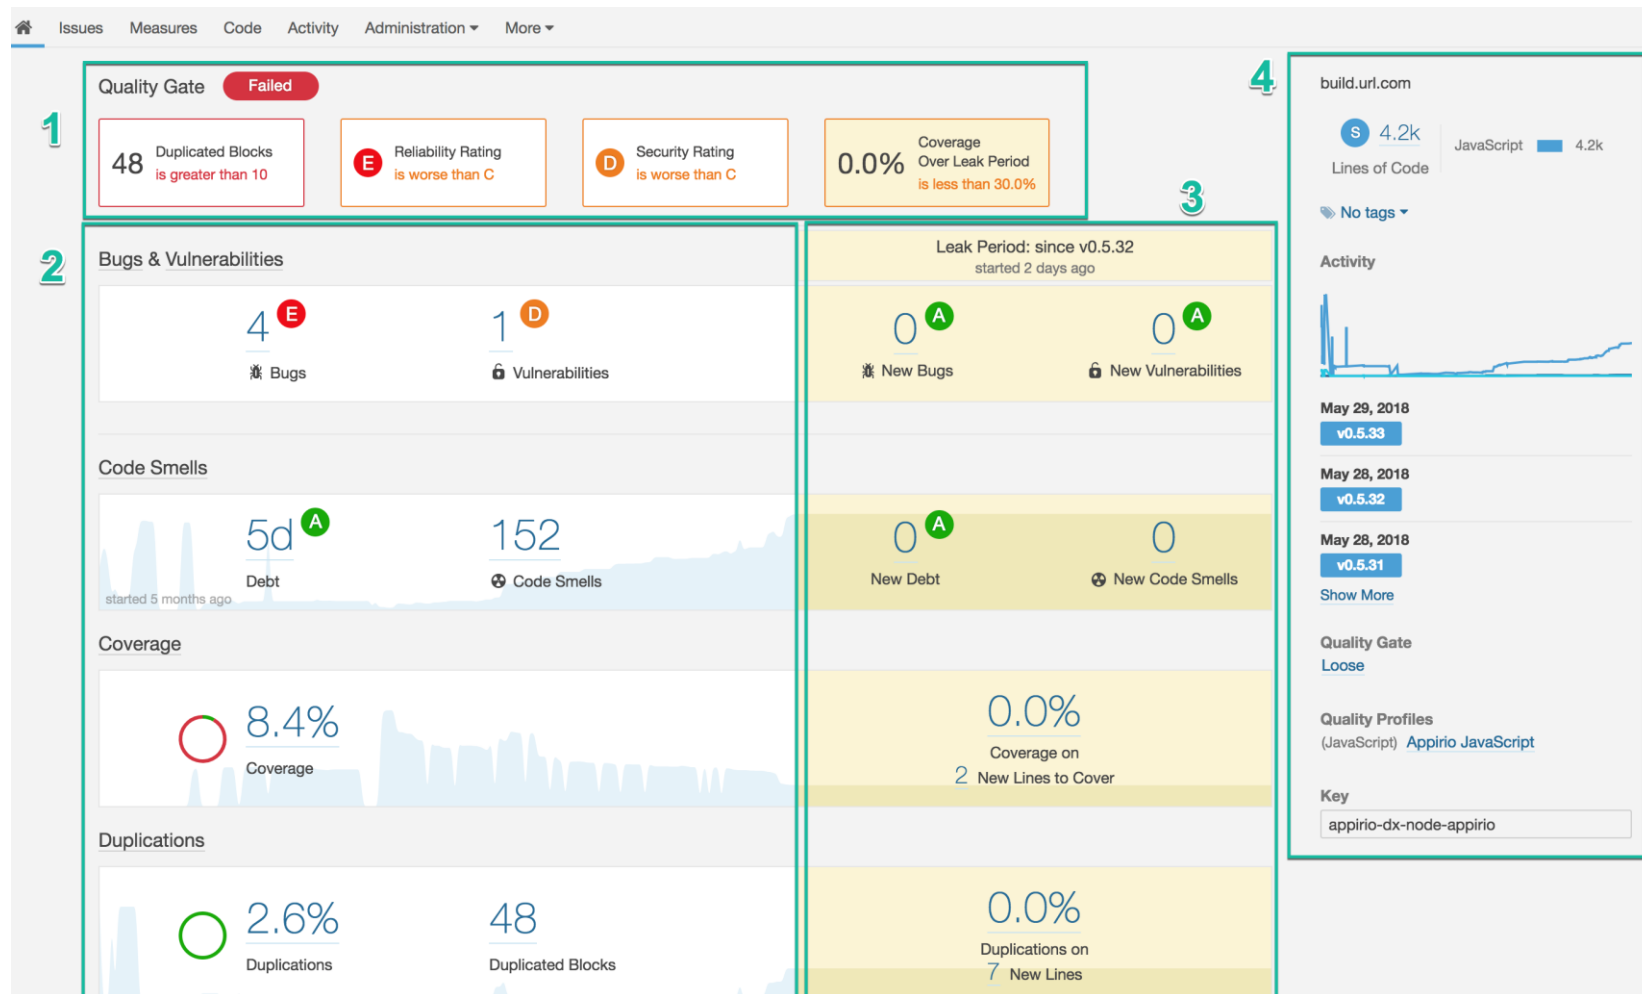 Issues Measures Code Activity Administration More
1
Quality Gate Failed
48 Duplicated Blocks
is greater than 10
E Reliability Rating
is worse than C
D Security Rating
is worse than C
0.0% Coverage
Over Leak Period
is less than 30.0%
2
Bugs & Vulnerabilities
4 E
Bugs
1 D
Vulnerabilities
Code Smells
5d A
Debt
152
Code Smells
started 5 months ago
Coverage
8.4%
Coverage
Duplications
2.6%
Duplications
48
Duplicated Blocks
3
Leak Period: since v0.5.32
started 2 days ago
0 A
New Bugs
0 A
New Vulnerabilities
0 A
New Debt
0
New Code Smells
0.0%
Coverage on
2 New Lines to Cover
0.0%
Duplications on
7 New Lines
4
build.url.com
S 4.2k
Lines of Code
JavaScript 4.2k
No tags
Activity
May 29, 2018
v0.5.33
May 28, 2018
v0.5.32
May 28, 2018
v0.5.31
Show More
Quality Gate
Loose
Quality Profiles
(JavaScript) Appirio JavaScript
Key
appirio-dx-node-appirio